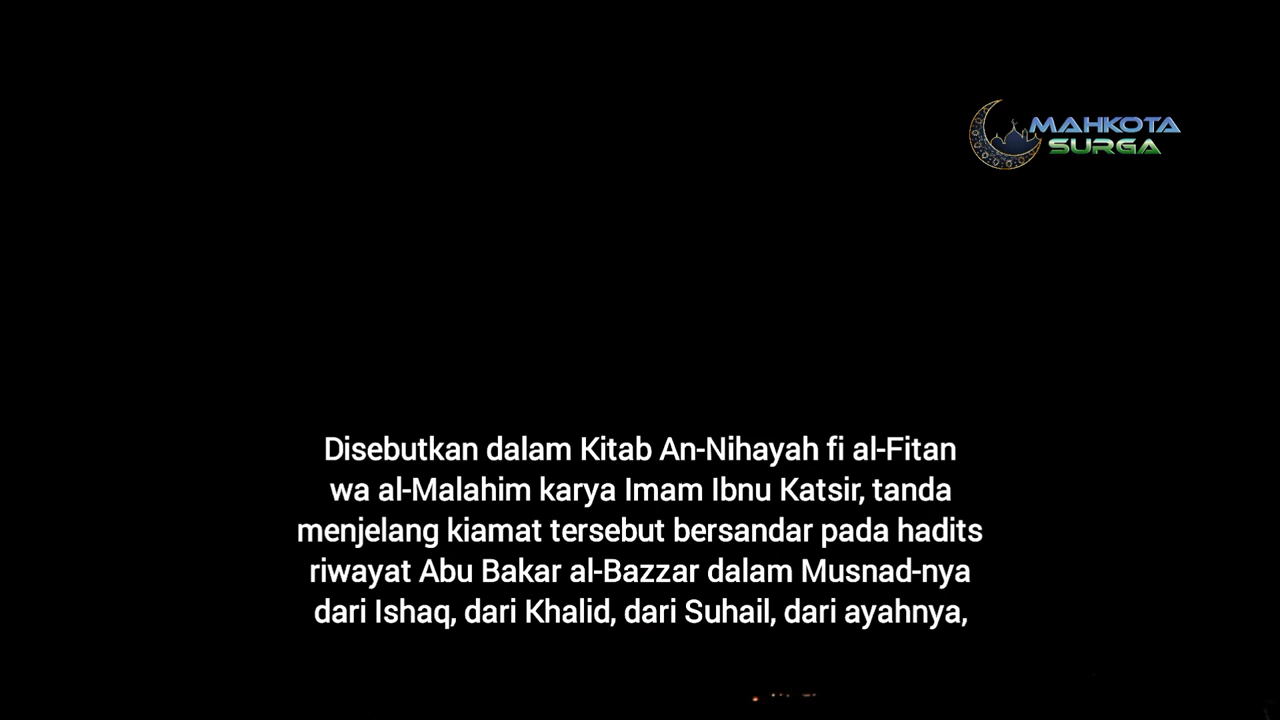 MAHKOTA
SURGA
Disebutkan dalam Kitab An-Nihayah fi al-Fitan
wa al-Malahim karya Imam Ibnu Katsir, tanda
menjelang kiamat tersebut bersandar pada hadits
riwayat Abu Bakar al-Bazzar dalam Musnad-nya
dari Ishaq, dari Khalid, dari Suhail, dari ayahnya,